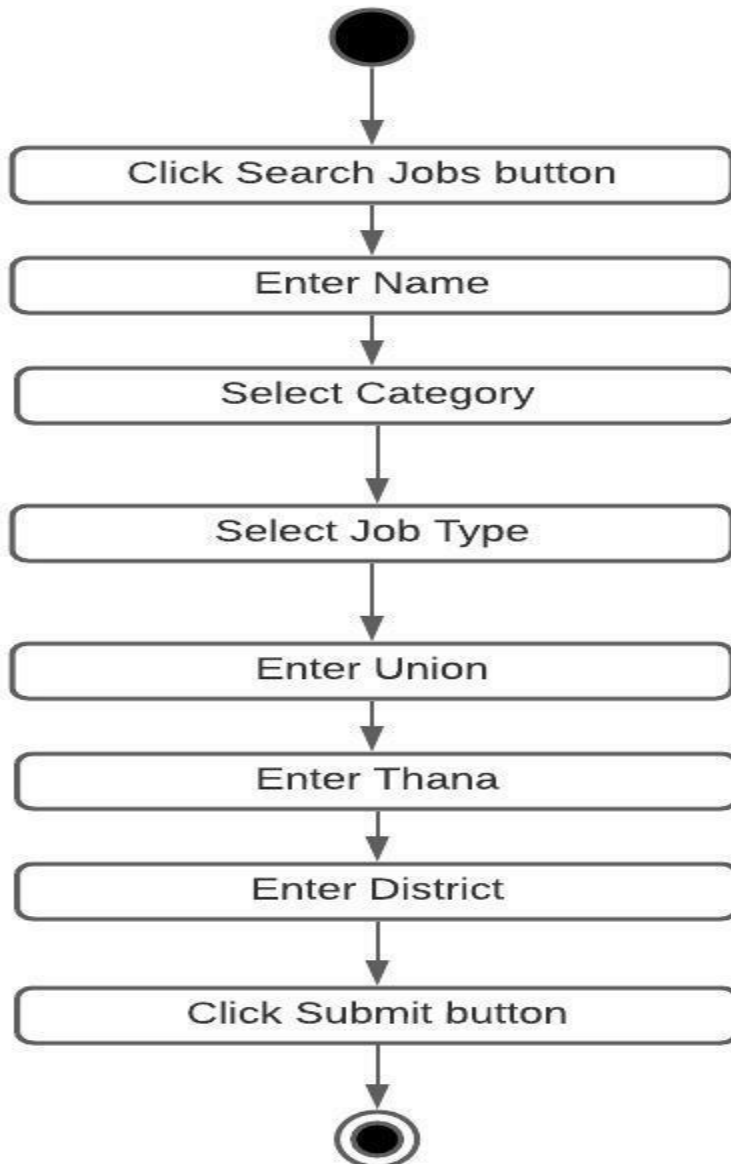 Click Search Jobs button
Enter Name
Select Category
Select Job Type
Enter Union
Enter Thana
Enter District
Click Submit button